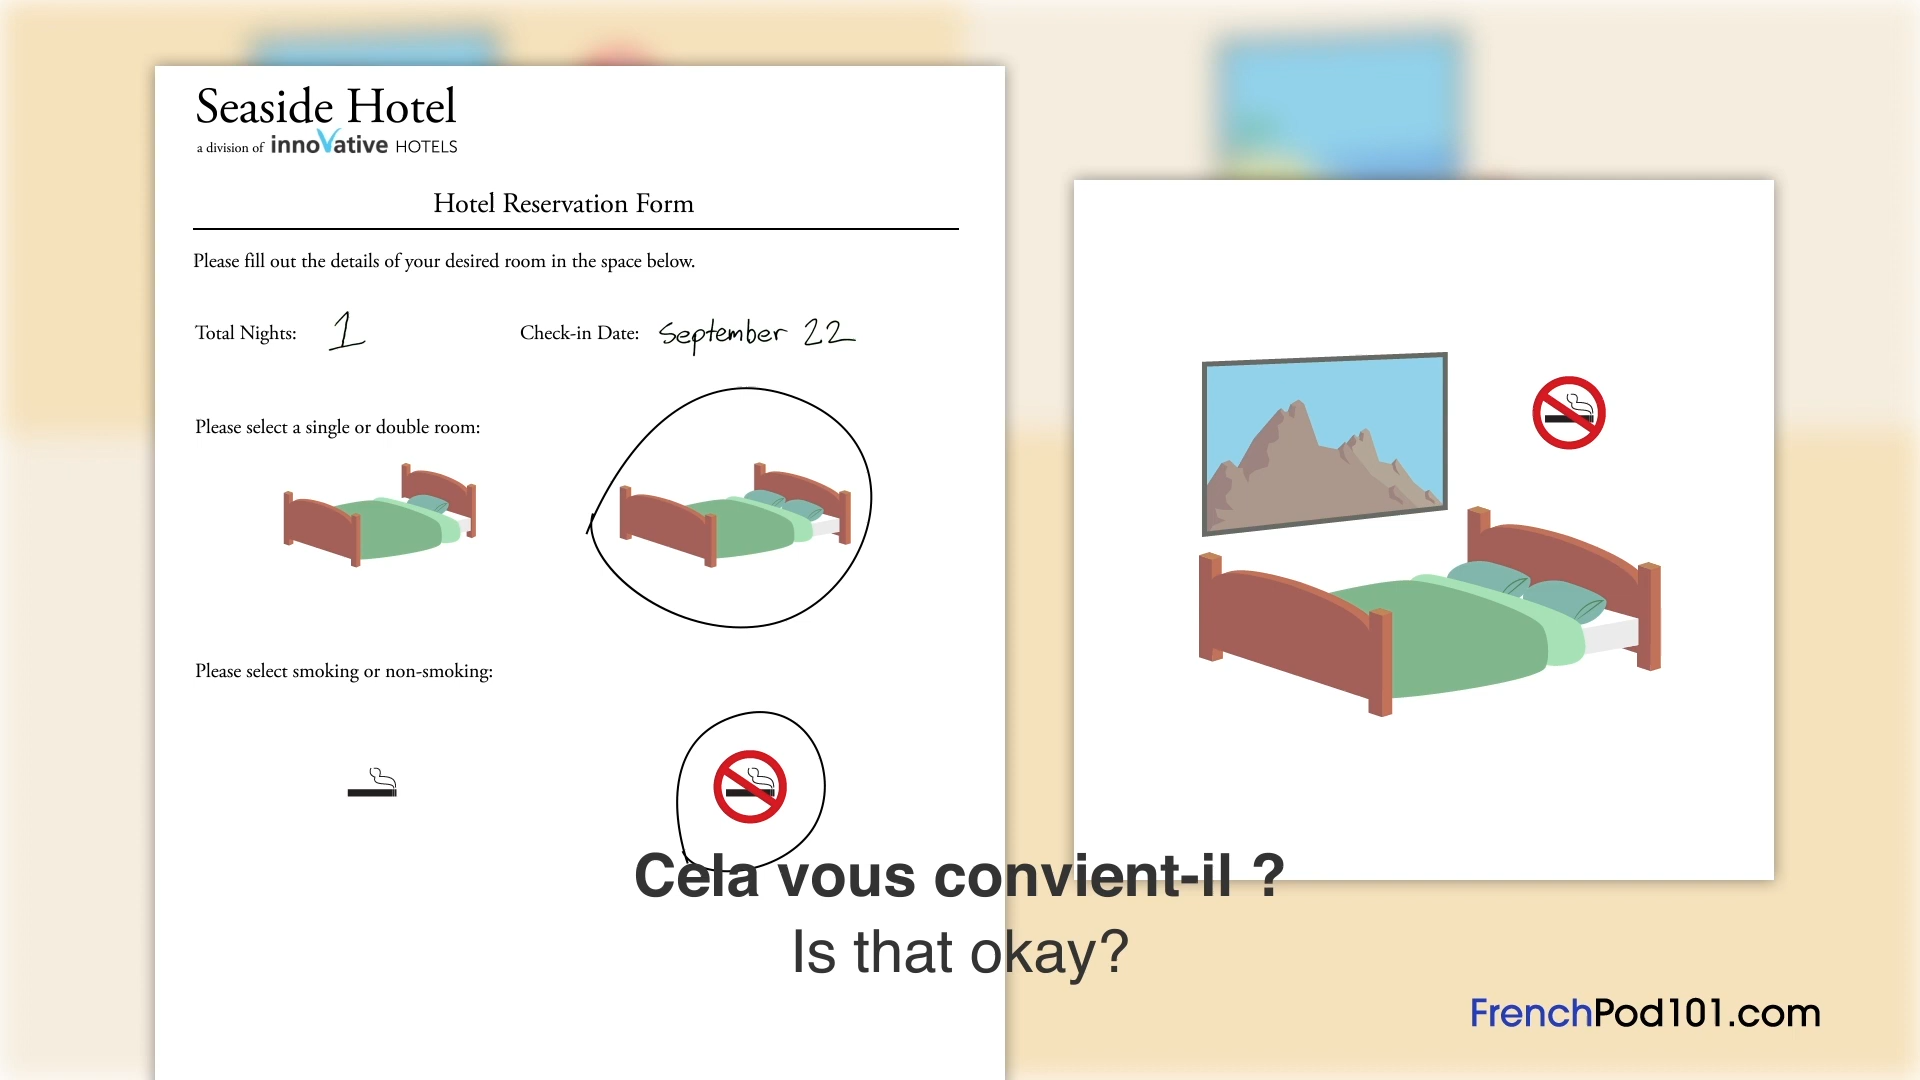 Seaside Hotel
a division of innoVative HOTELS
Hotel Reservation Form
Please fill out the details of your desired room in the space below.
Total Nights: 1 Check-in Date: September 22
Please select a single or double room:
Please select smoking or non-smoking:
Cela vous convient-il ?
Is that okay?
FrenchPod101.com